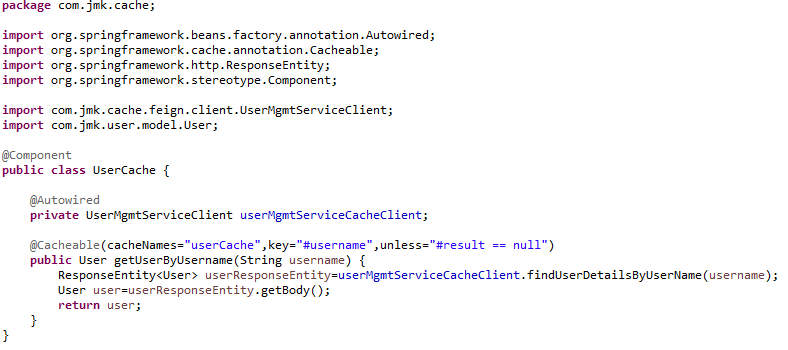 package com.jmk.cache;
import org.springframework.beans.factory.annotation.Autowired;
import org.springframework.cache.annotation.Cacheable;
import org.springframework.http.ResponseEntity;
import org.springframework.stereotype.Component;
import com.jmk.cache.feign.client.UserMgmtServiceClient;
import com.jmk.user.model.User;
@Component
public class UserCache {
@Autowired
private UserMgmtServiceClient userMgmtServiceCacheClient;
@Cacheable(cacheNames="userCache",key="#username",unless="#result == null")
public User getUserByUsername(String username) {
ResponseEntity<User> userResponseEntity=userMgmtServiceCacheClient.findUserDetailsByUserName(username);
User user=userResponseEntity.getBody();
return user;
}
}